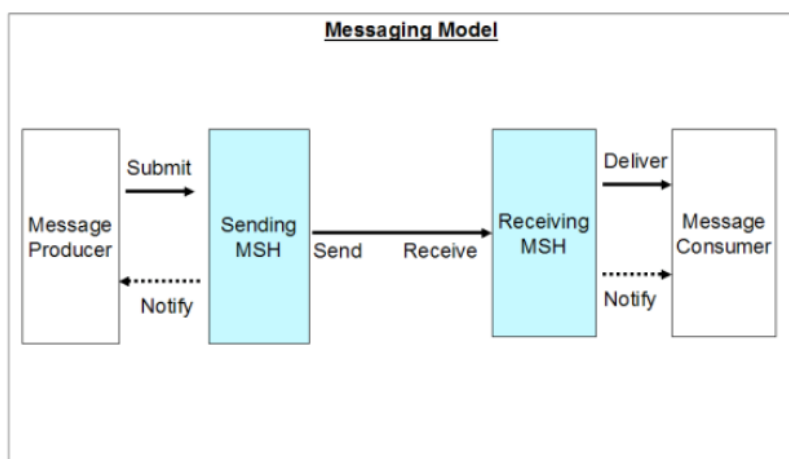 Messaging Model
Submit
Deliver
Message
Producer
Sending
MSH
Receiving
MSH
Message
Consumer
Send
Receive
Notify
Notify